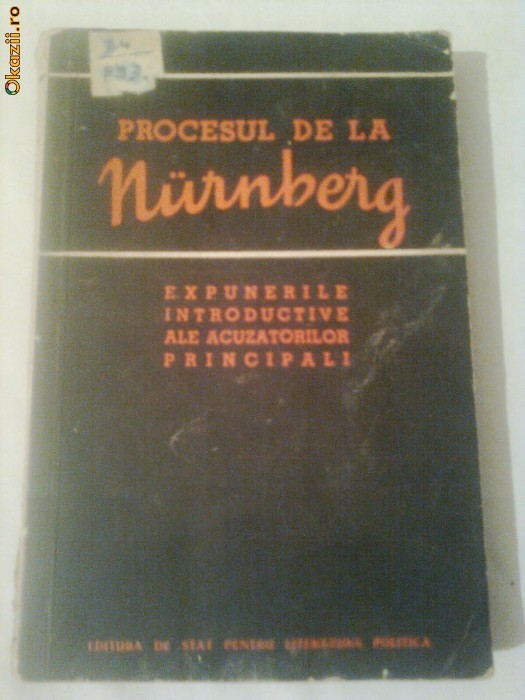 Okazii.ro
PROCESUL DE LA
Nürnberg
EXPUNERILE
INTRODUCTIVE
ALE ACUZATORILOR
PRINCIPALI
EDITURA DE STAT PENTRU LITERATURA POLITICA